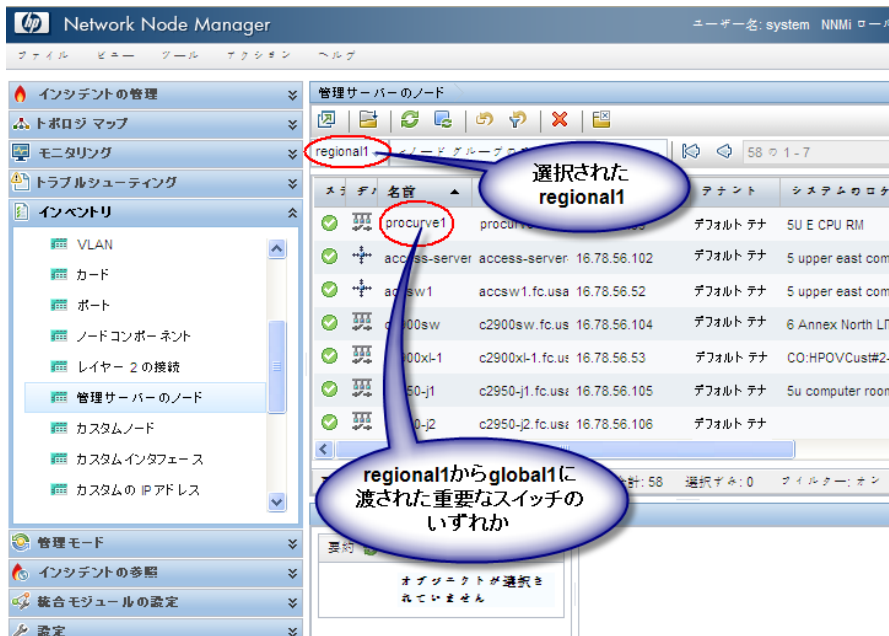 hp Network Node Manager
ユーザー名: system NNMi ロール
ファイル ビュー ツール アクション ヘルプ
インシデントの管理
トポロジ マップ
モニタリング
トラブルシューティング
インベントリ
VLAN
カード
ポート
ノードコンポーネント
レイヤー 2 の接続
管理サーバーのノード
カスタムノード
カスタムインタフェース
カスタムの IP アドレス
管理モード
インシデントの参照
統合モジュールの設定
設定
管理サーバーのノード
regional1
58 の 1 - 7
選択された
regional1
名前 テナント システムのロケ
procurve1 デフォルト テナ 5U E CPU RM
access-server access-server- 16.78.56.102 デフォルト テナ 5 upper east com
accsw1.fc.usa 16.78.56.52 デフォルト テナ 5 upper east com
c2900sw.fc.us 16.78.56.104 デフォルト テナ 6 Annex North
c2900xl-1.fc.us 16.78.56.53 デフォルト テナ CO:HPOVCust#2-
c2950-j1.fc.usa 16.78.56.105 デフォルト テナ 5u computer room
c2950-j2.fc.usa 16.78.56.106 デフォルト テナ
合計: 58 選択ずみ: 0 フィルター: オン
regional1からglobal1に
渡された重要なスイッチの
いずれか
要約
オブジェクトが選択さ
れていません